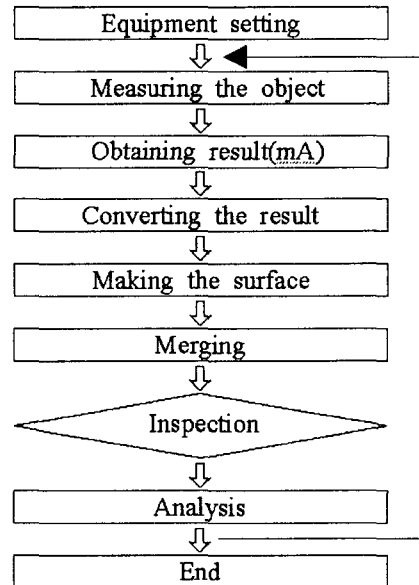 Equipment setting
Measuring the object
Obtaining result(mA)
Converting the result
Making the surface
Merging
Inspection
Analysis
End